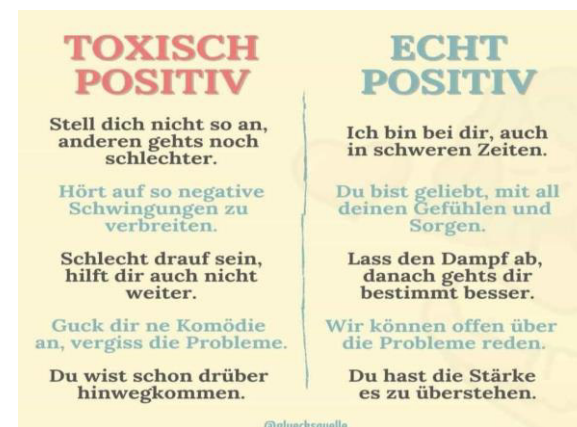 TOXISCH
POSITIV
Stell dich nicht so an,
anderen gehts noch
schlechter.
Hört auf so negative
Schwingungen zu
verbreiten.
Schlecht drauf sein,
hilft dir auch nicht
weiter.
Guck dir ne Komödie
an, vergiss die Probleme.
Du wist schon drüber
hinwegkommen.
ECHT
POSITIV
Ich bin bei dir, auch
in schweren Zeiten.
Du bist geliebt, mit all
deinen Gefühlen und
Sorgen.
Lass den Dampf ab,
danach gehts dir
bestimmt besser.
Wir können offen über
die Probleme reden.
Du hast die Stärke
es zu überstehen.